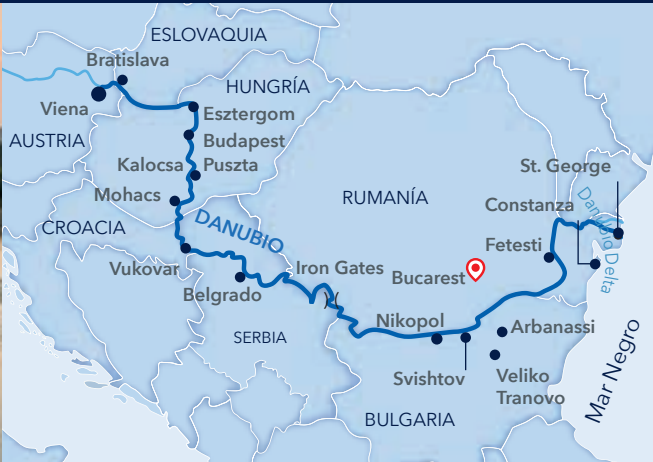 ESLOVAQUIA
Bratislava
HUNGRÍA
Viena
Esztergom
AUSTRIA
Budapest
Kalocsa
Puszta
St. George
Mohacs
RUMANÍA
Constanza
CROACIA
DANUBIO
Danubio Delta
Fetesti
Vukovar
Iron Gates
Bucarest
Belgrado
Nikopol
Arbanassi
SERBIA
Svishtov
Veliko
Tranovo
Mar Negro
BULGARIA